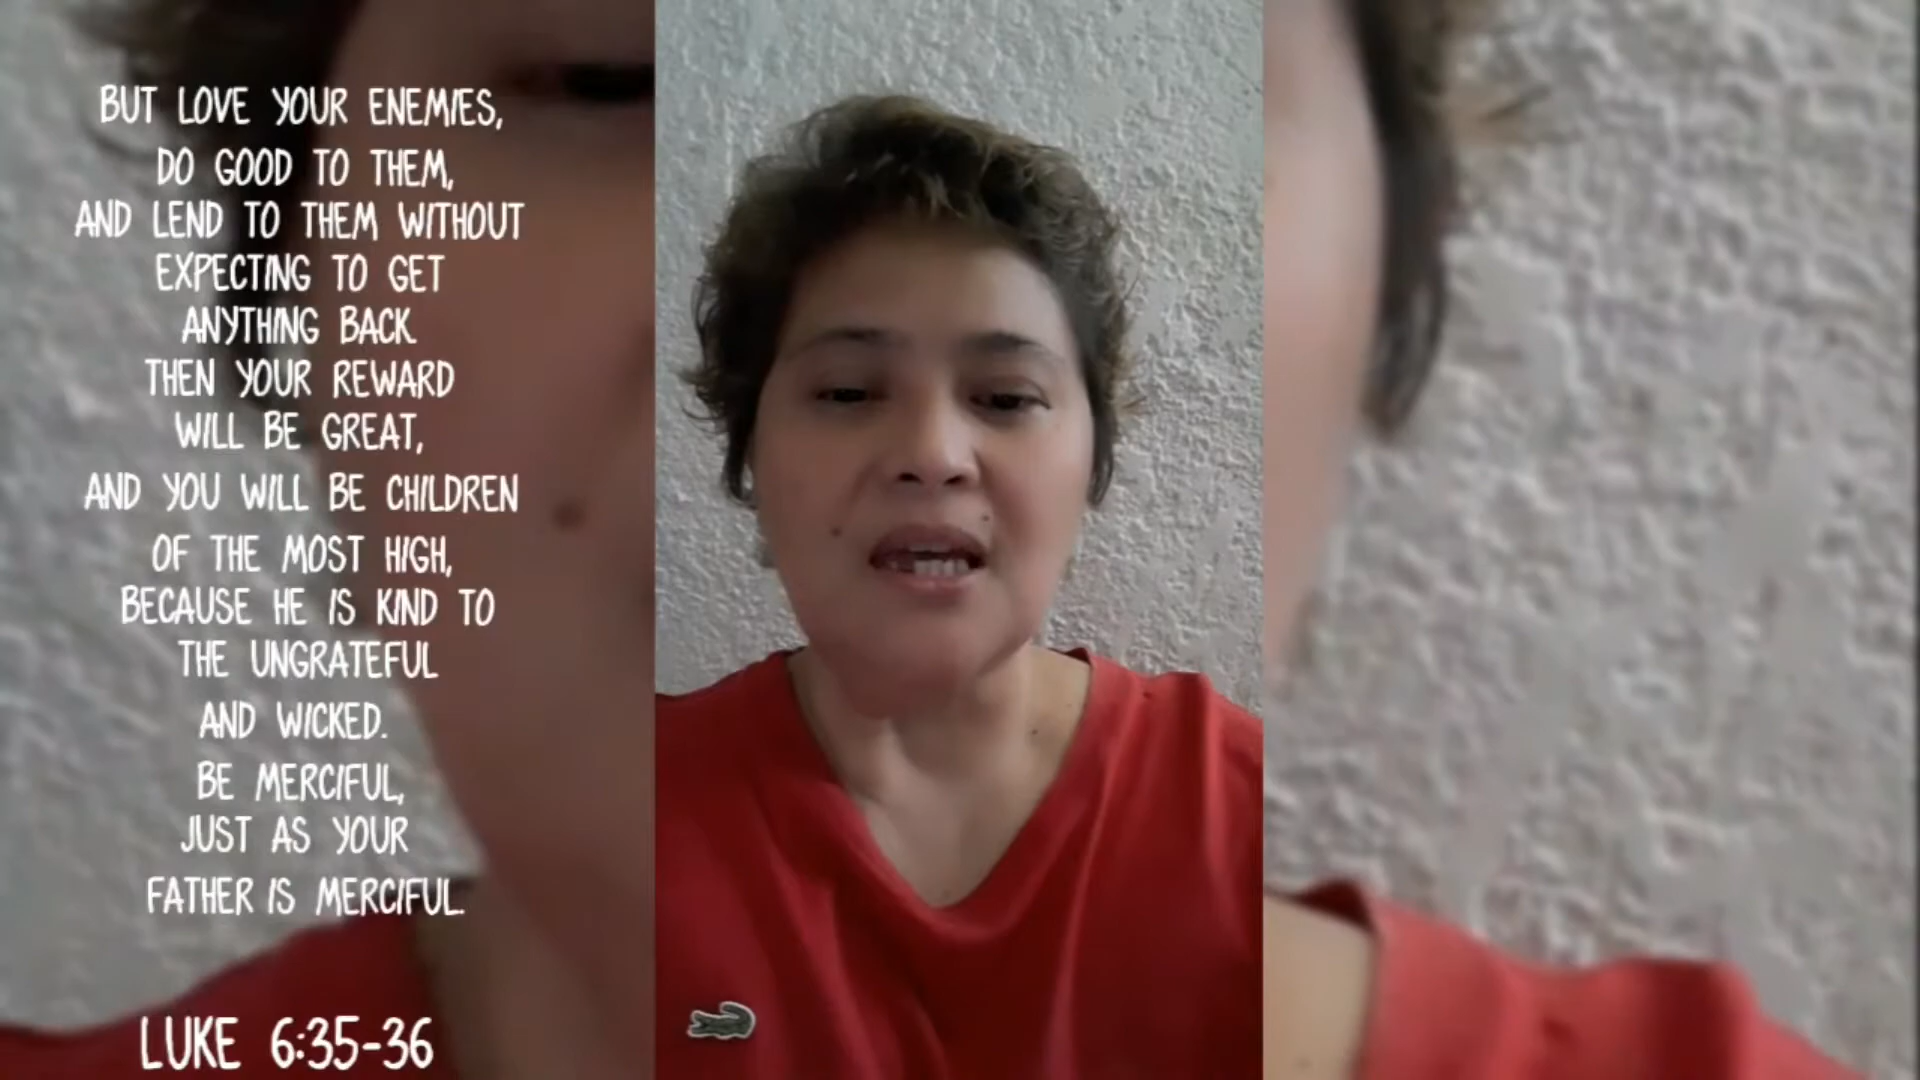 BUT LOVE YOUR ENEMIES,
DO GOOD TO THEM,
AND LEND TO THEM WITHOUT
EXPECTING TO GET
ANYTHING BACK
THEN YOUR REWARD
WILL BE GREAT,
AND YOU WILL BE CHILDREN
OF THE MOST HIGH,
BECAUSE HE IS KIND TO
THE UNGRATEFUL
AND WICKED.
BE MERCIFUL,
JUST AS YOUR
FATHER IS MERCIFUL.
LUKE 6:35-36